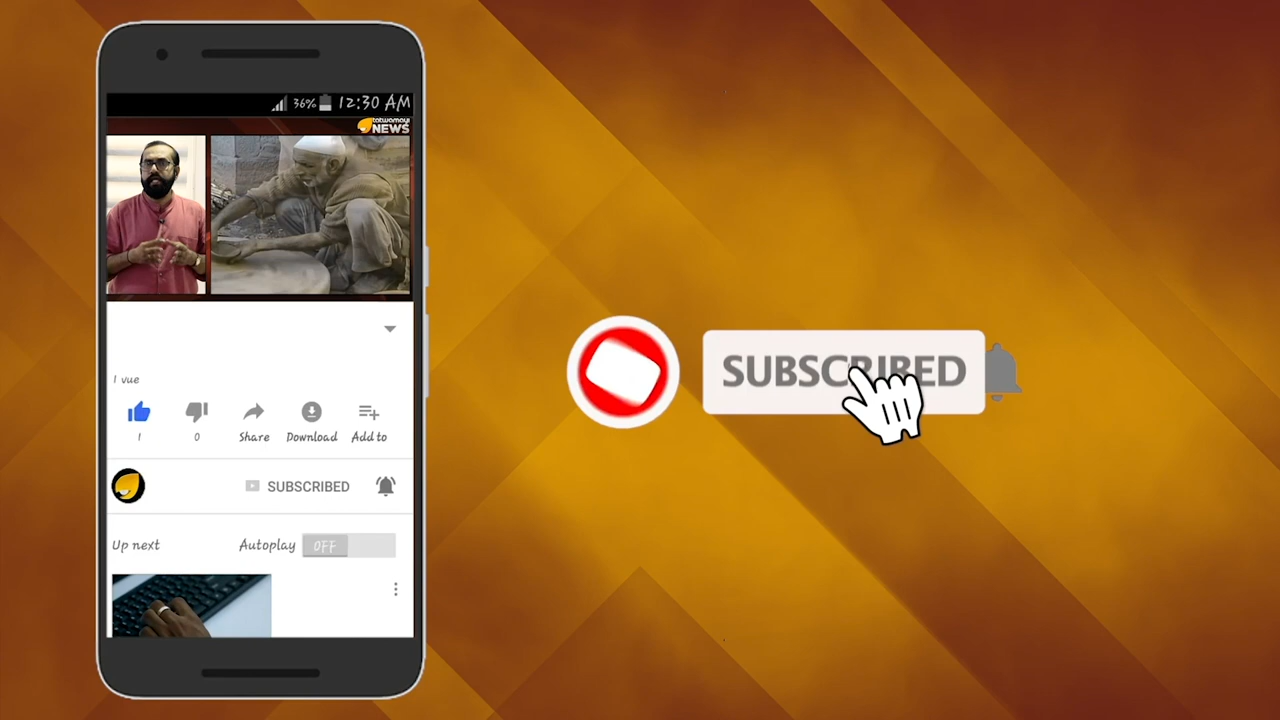 36% 12:30 AM
tatwamayi
NEWS
1 vue
1 0 Share Download Add to
SUBSCRIBED
Up next Autoplay OFF
SUBSCRIBED